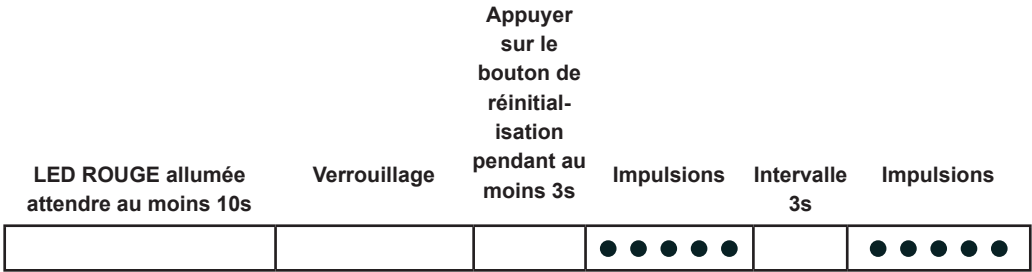 LED ROUGE allumée
attendre au moins 10s
Verrouillage
Appuyer
sur le
bouton de
réinitial-
isation
pendant au
moins 3s
Impulsions
Intervalle
3s
Impulsions